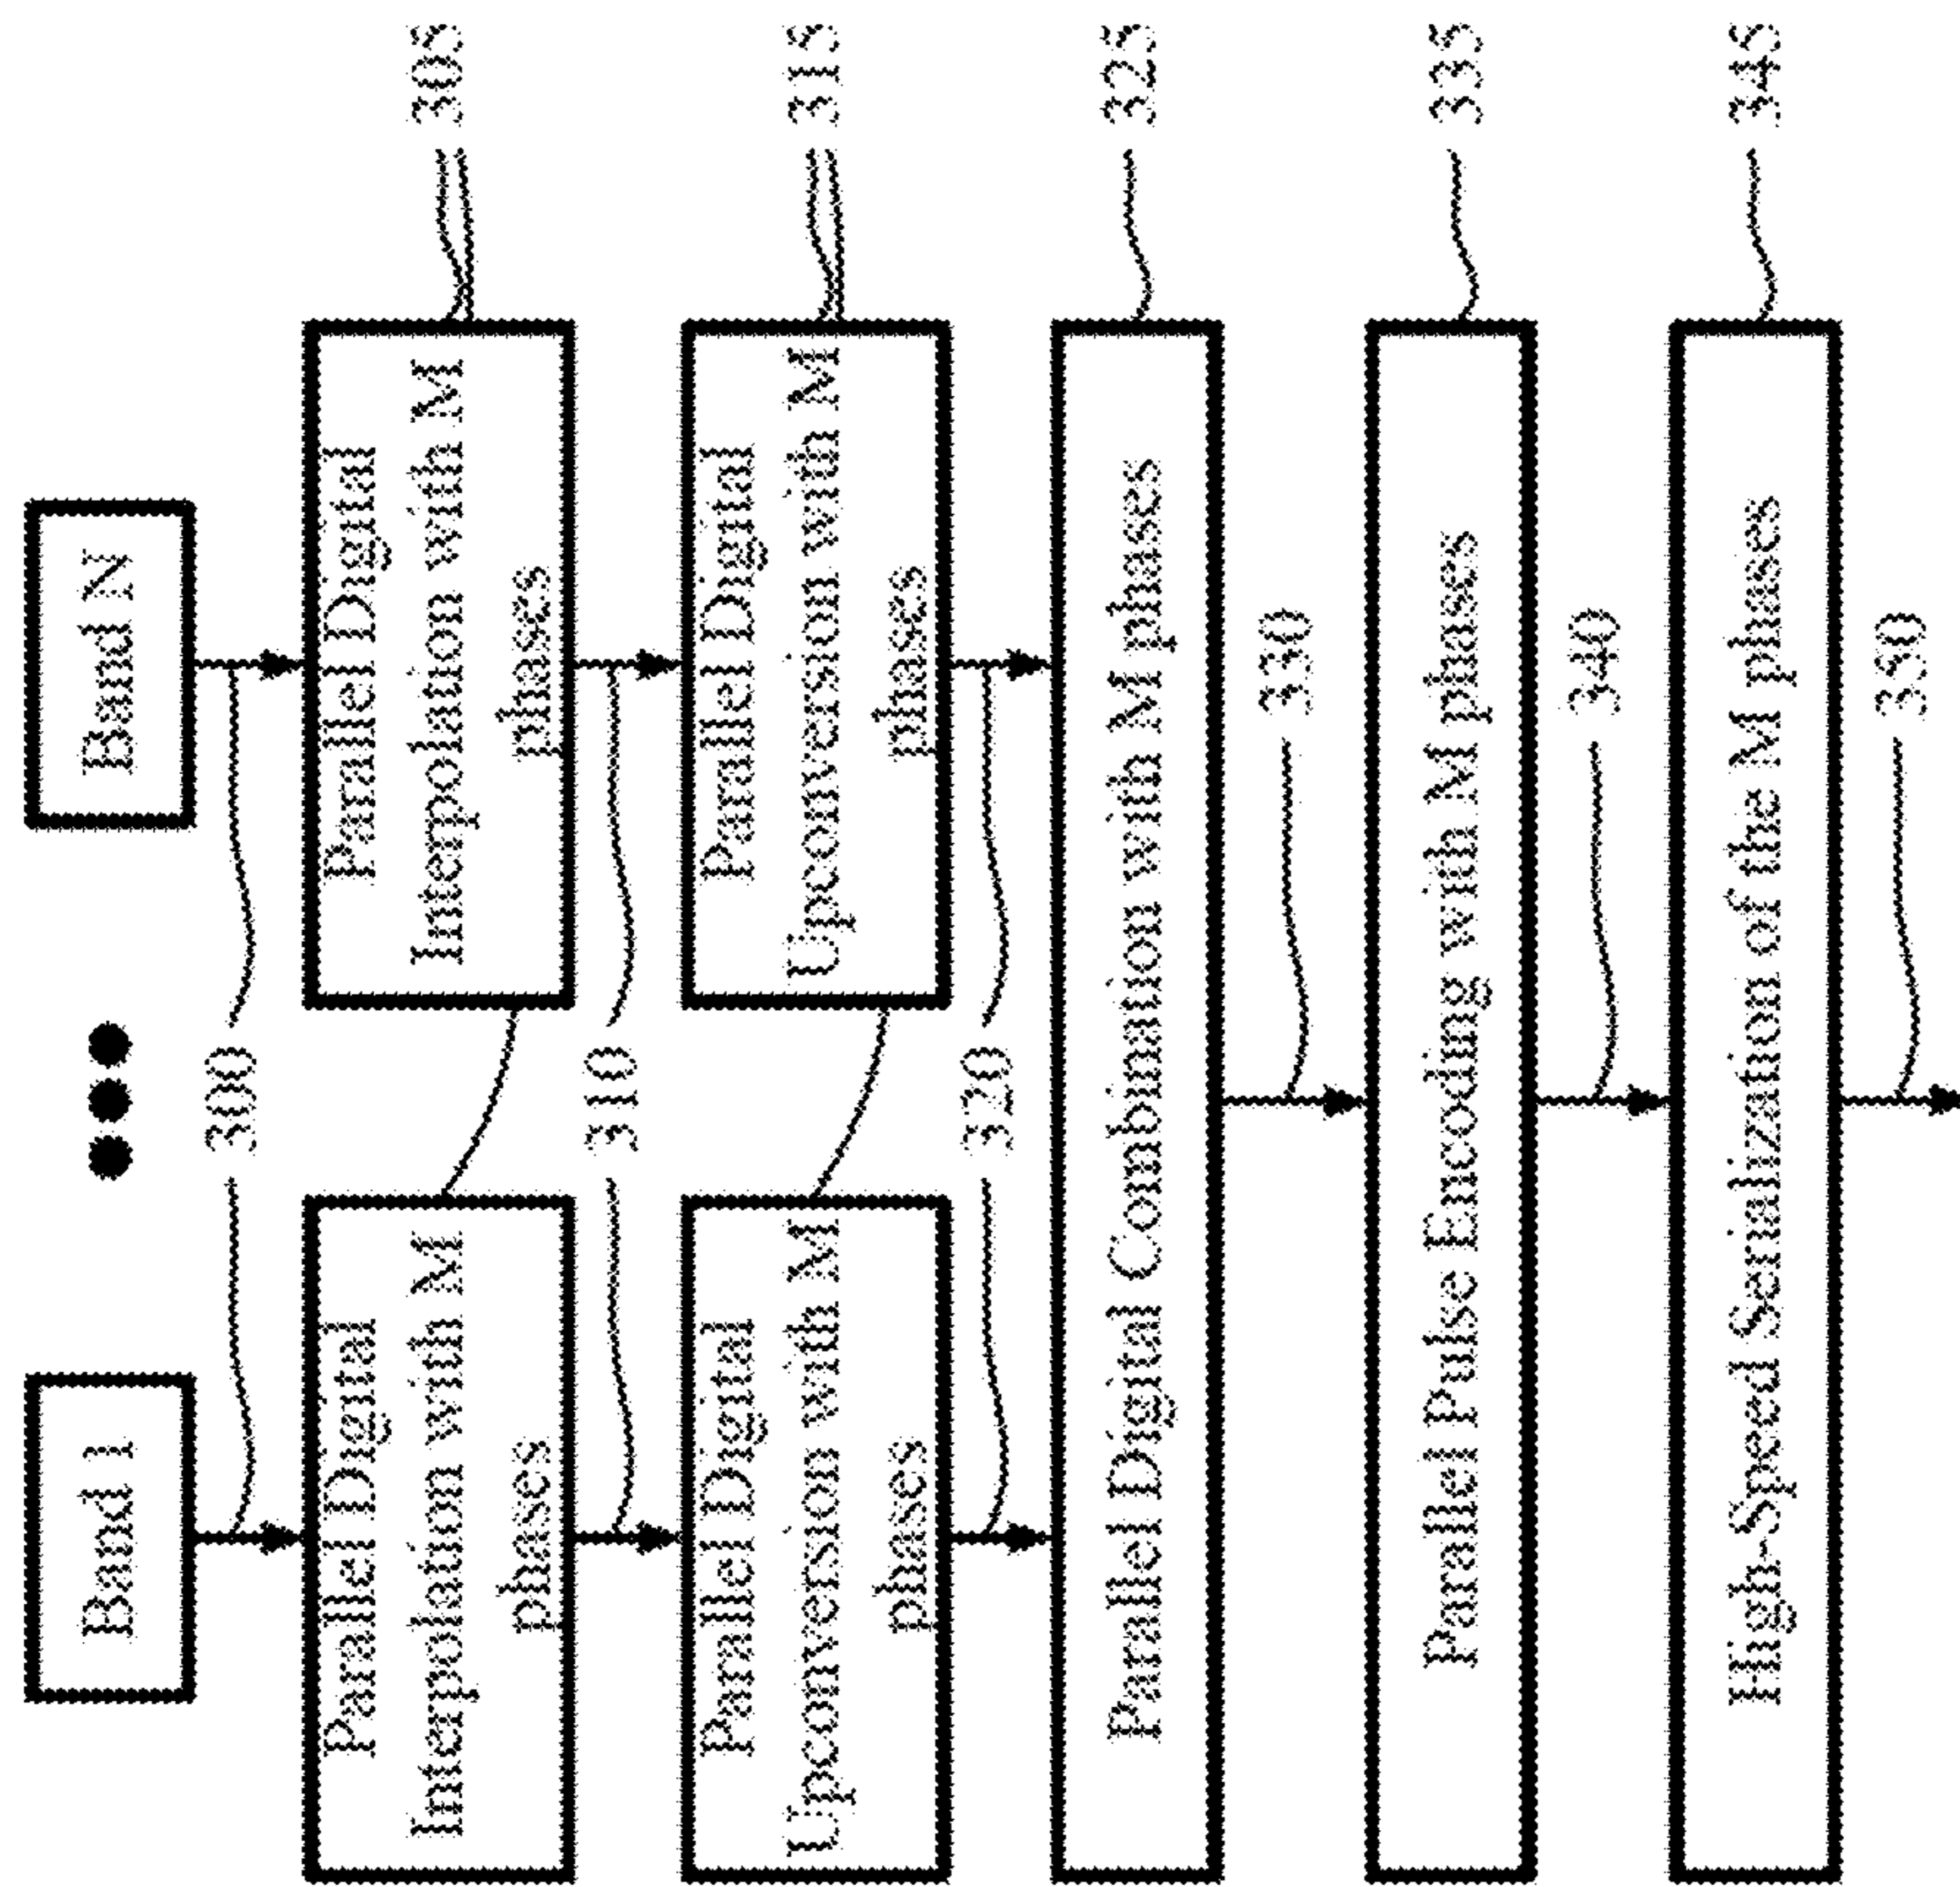 Band 1
Band N
300
Parallel Digital
Interpolation with M
phases
Parallel Digital
Interpolation with M
phases
305
310
Parallel Digital
Upconversion with M
phases
Parallel Digital
Upconversion with M
phases
315
320
Parallel Digital Combination with M phases
325
330
Parallel Pulse Encoding with M phases
335
340
High-Speed Serialization of the M phases
345
350